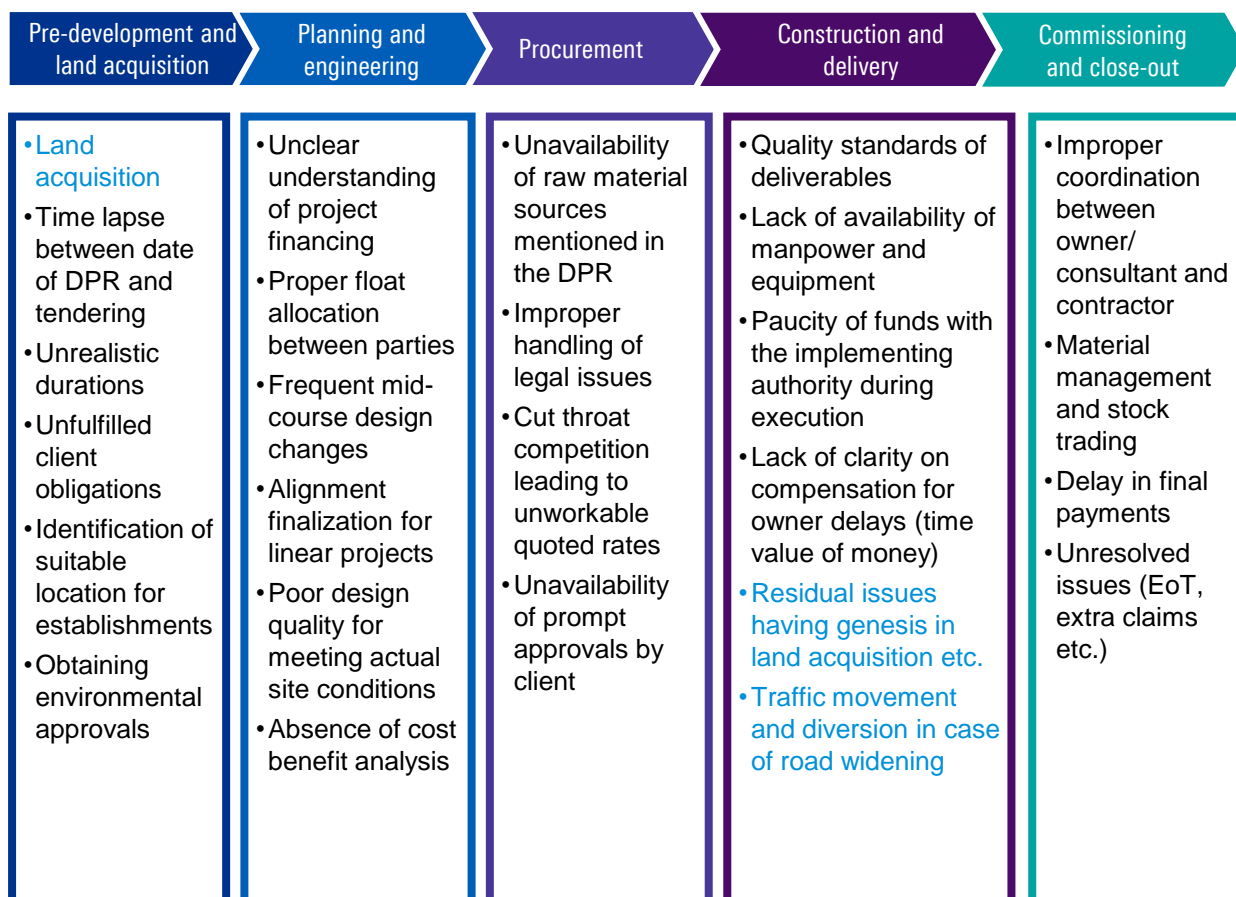 Pre-development and
land acquisition
Planning and
engineering
Procurement
Construction and
delivery
Commissioning
and close-out
•Land
acquisition
•Time lapse
between date
of DPR and
tendering
•Unrealistic
durations
•Unfulfilled
client
obligations
•Identification of
suitable
location for
establishments
•Obtaining
environmental
approvals
•Unclear
understanding
of project
financing
•Proper float
allocation
between parties
•Frequent mid-
course design
changes
•Alignment
finalization for
linear projects
•Poor design
quality for
meeting actual
site conditions
•Absence of cost
benefit analysis
•Unavailability
of raw material
sources
mentioned in
the DPR
•Improper
handling of
legal issues
•Cut throat
competition
leading to
unworkable
quoted rates
•Unavailability
of prompt
approvals by
client
•Quality standards of
deliverables
•Lack of availability of
manpower and
equipment
•Paucity of funds with
the implementing
authority during
execution
•Lack of clarity on
compensation for
owner delays (time
value of money)
•Residual issues
having genesis in
land acquisition etc.
•Traffic movement
and diversion in case
of road widening
•Improper
coordination
between
owner/
consultant and
contractor
•Material
management
and stock
trading
•Delay in final
payments
•Unresolved
issues (EoT,
extra claims
etc.)